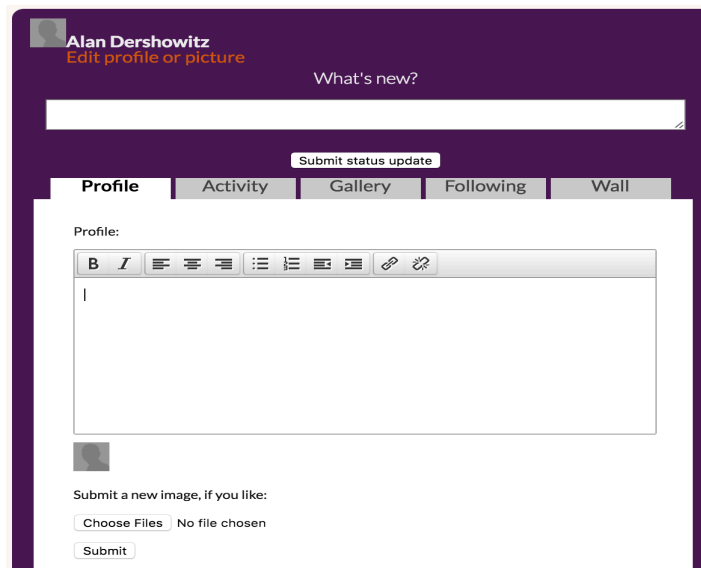 Alan Dershowitz
Edit profile or picture
What's new?
Submit status update
Profile Activity Gallery Following Wall
Profile:
B I
Submit a new image, if you like:
Choose Files No file chosen
Submit